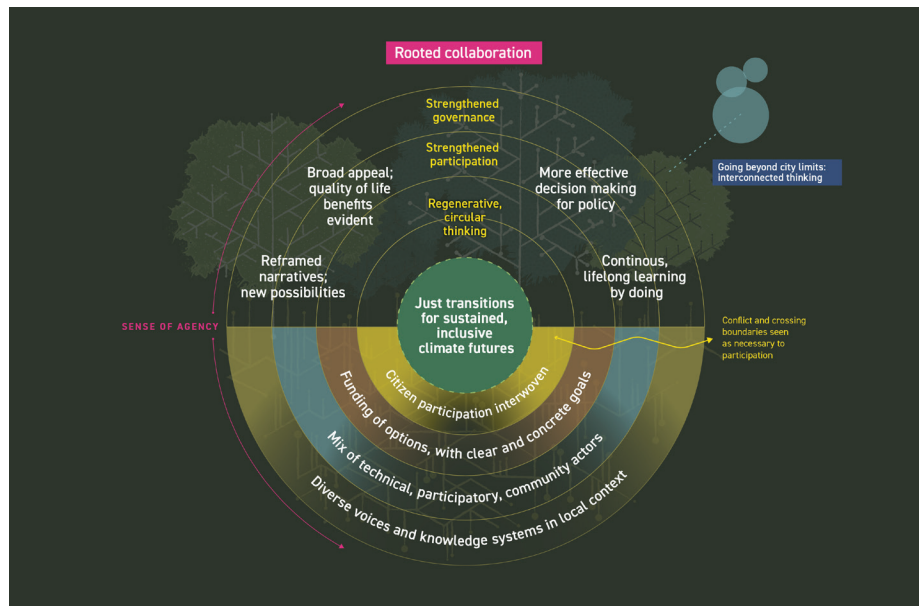 Rooted collaboration
Strengthened
governance
Strengthened
participation
Broad appeal;
quality of life
benefits
evident
More effective
decision making
for policy
Going beyond city limits:
interconnected thinking
Regenerative,
circular
thinking
Reframed
narratives;
new possibilities
Continous,
lifelong learning
by doing
Just transitions
for sustained,
inclusive
climate futures
SENSE OF AGENCY
Conflict and crossing
boundaries seen
as necessary to
participation
Citizen participation interwoven
Funding of options, with clear and concrete goals
Mix of technical, participatory, community actors
Diverse voices and knowledge systems in local context